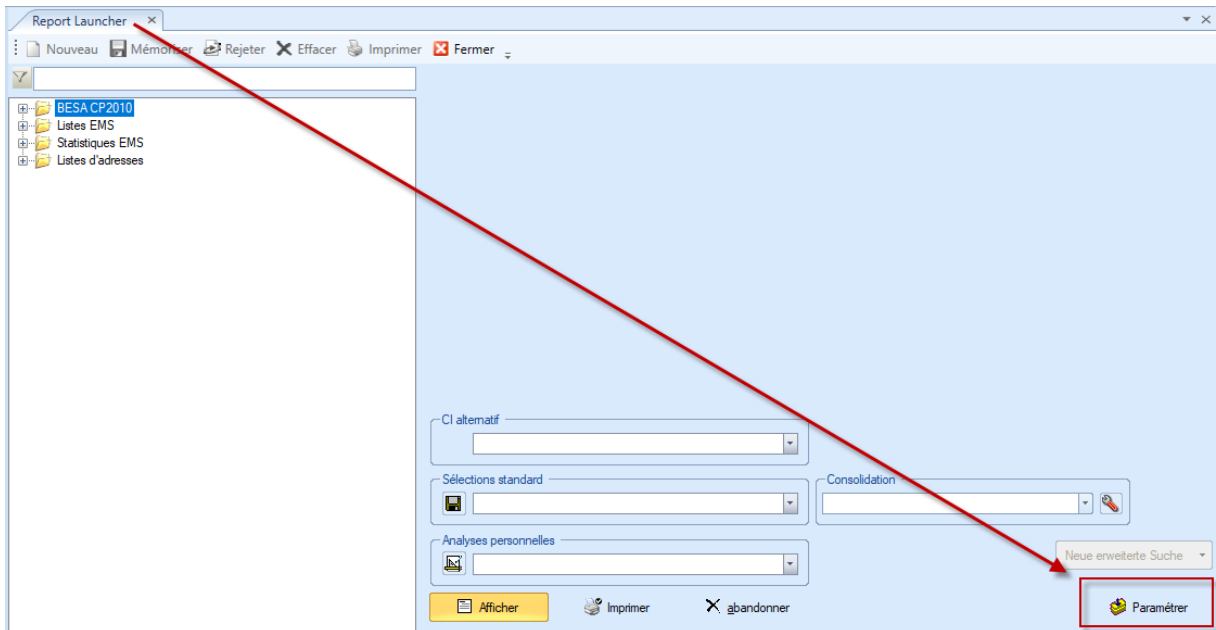 Report Launcher
Nouveau Mémoriser Rejeter Effacer Imprimer Fermer
BESA CP2010
Listes EMS
Statistiques EMS
Listes d'adresses
CI alternatif
Sélections standard
Consolidation
Analyses personnelles
Neue erweiterte Suche
Afficher Imprimer abandonner Paramétrer